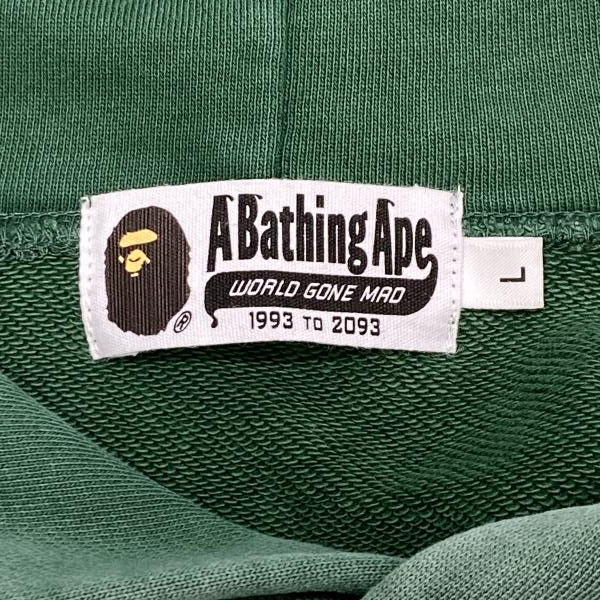 A Bathing Ape
WORLD GONE MAD
®
1993 TO 2093
L